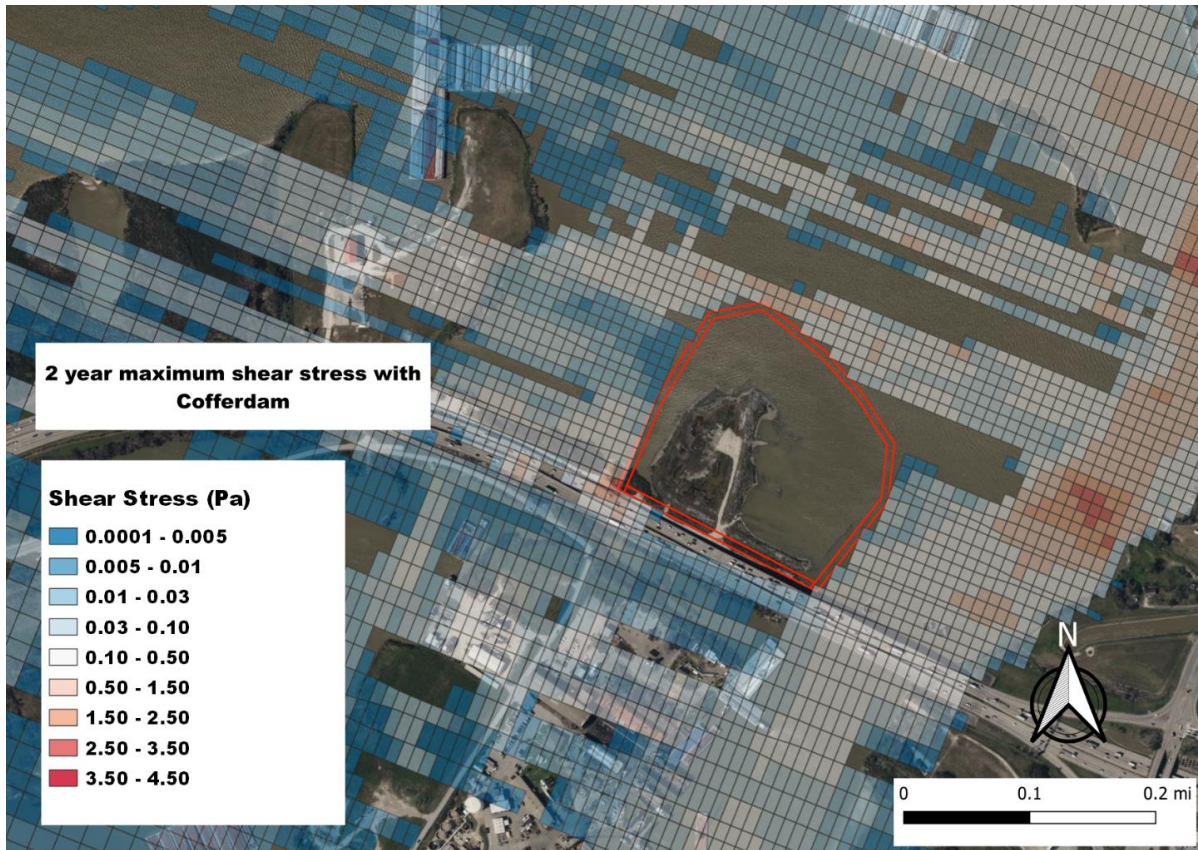 2 year maximum shear stress with
Cofferdam
Shear Stress (Pa)
0.0001 - 0.005
0.005 - 0.01
0.01 - 0.03
0.03 - 0.10
0.10 - 0.50
0.50 - 1.50
1.50 - 2.50
2.50 - 3.50
3.50 - 4.50
N
0 0.1 0.2 mi